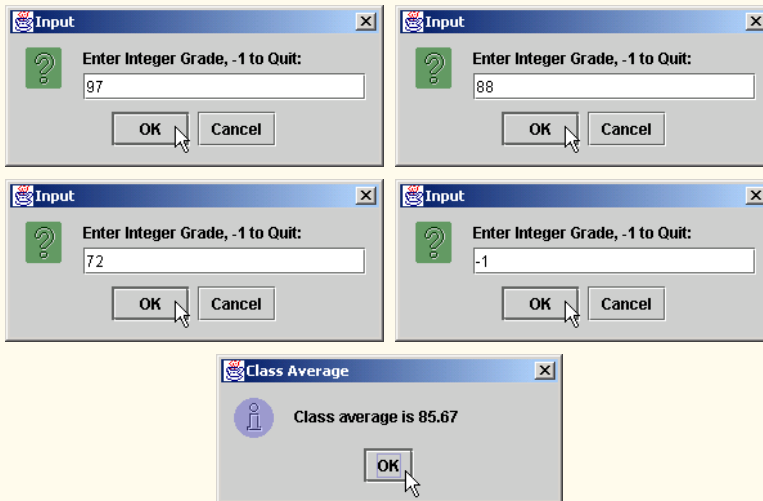 Input
Enter Integer Grade, -1 to Quit:
97
OK Cancel
Input
Enter Integer Grade, -1 to Quit:
88
OK Cancel
Input
Enter Integer Grade, -1 to Quit:
72
OK Cancel
Input
Enter Integer Grade, -1 to Quit:
-1
OK Cancel
Class Average
Class average is 85.67
OK